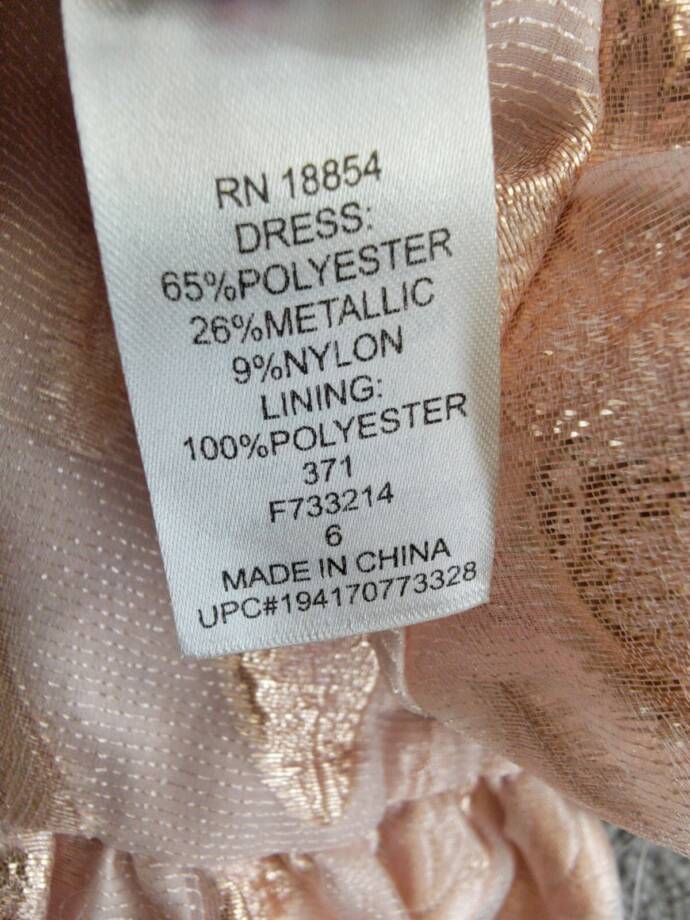 RN 18854
DRESS:
65%POLYESTER
26%METALLIC
9%NYLON
LINING:
100%POLYESTER
371
F733214
6
MADE IN CHINA
UPC#194170773328